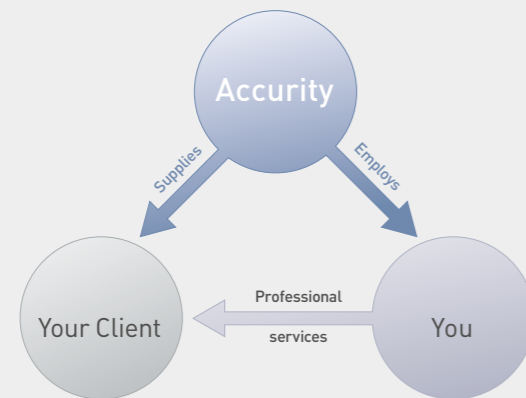 Accurity
Supplies
Employs
Professional
Your Client
You
services